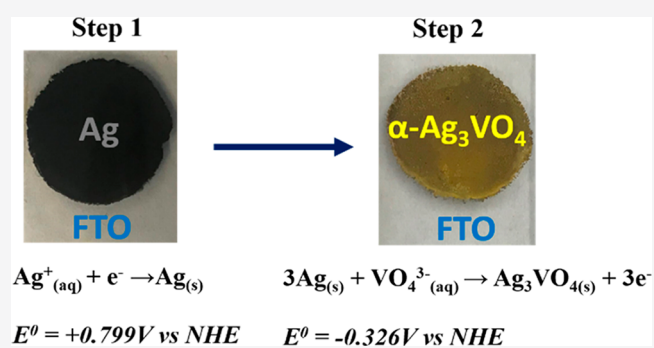 Step 1
Step 2
Ag
α-Ag₃VO₄
FTO
FTO
Ag⁺(aq) + e⁻ →Ag(s)
3Ag(s) + VO₄³⁻(aq) → Ag₃VO₄(s) + 3e⁻
E⁰ = +0.799V vs NHE
E⁰ = -0.326V vs NHE